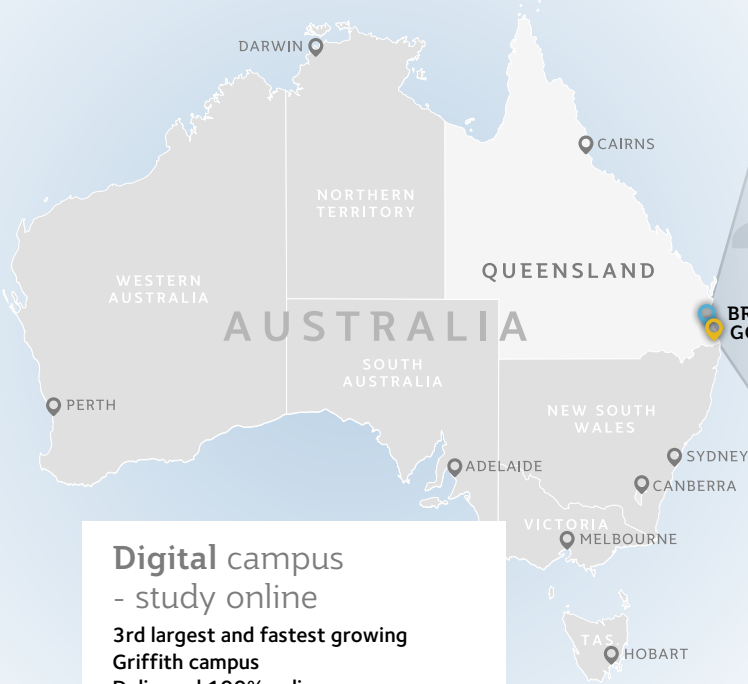 DARWIN
CAIRNS
NORTHERN
TERRITORY
QUEENSLAND
WESTERN
AUSTRALIA
AUSTRALIA
SOUTH
AUSTRALIA
PERTH
NEW SOUTH
WALES
SYDNEY
ADELAIDE
CANBERRA
VICTORIA
MELBOURNE
TAS
HOBART
Digital campus
- study online
3rd largest and fastest growing
Griffith campus